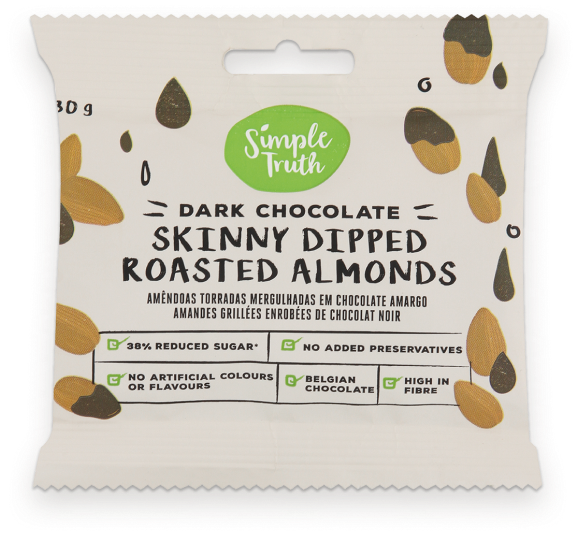 30 g
Simple
Truth
DARK CHOCOLATE
SKINNY DIPPED
ROASTED ALMONDS
AMÊNDOAS TORRADAS MERGULHADAS EM CHOCOLATE AMARGO
AMANDES GRILLÉES ENROBÉES DE CHOCOLAT NOIR
38% REDUCED SUGAR*
NO ADDED PRESERVATIVES
NO ARTIFICIAL COLOURS
OR FLAVOURS
BELGIAN
CHOCOLATE
HIGH IN
FIBRE